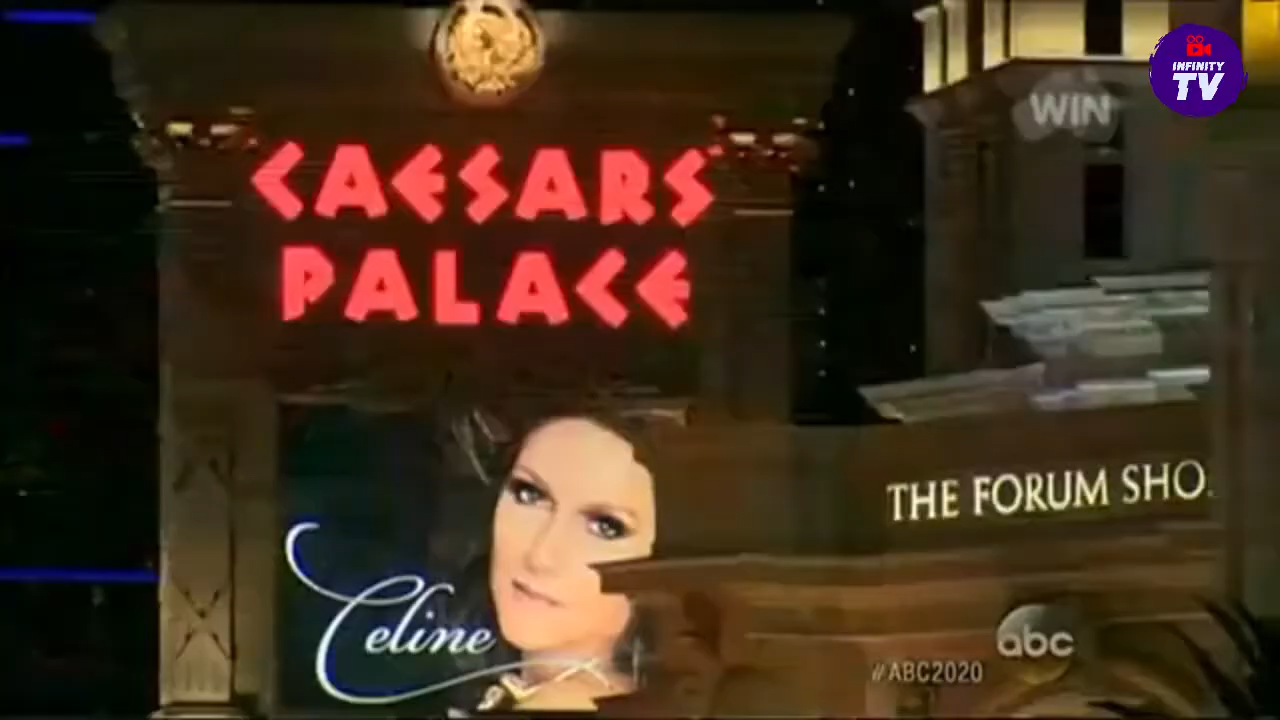 INFINITY
TV
WIN
CAESARS
PALACE
THE FORUM SHO
Celine
abc
#ABC2020